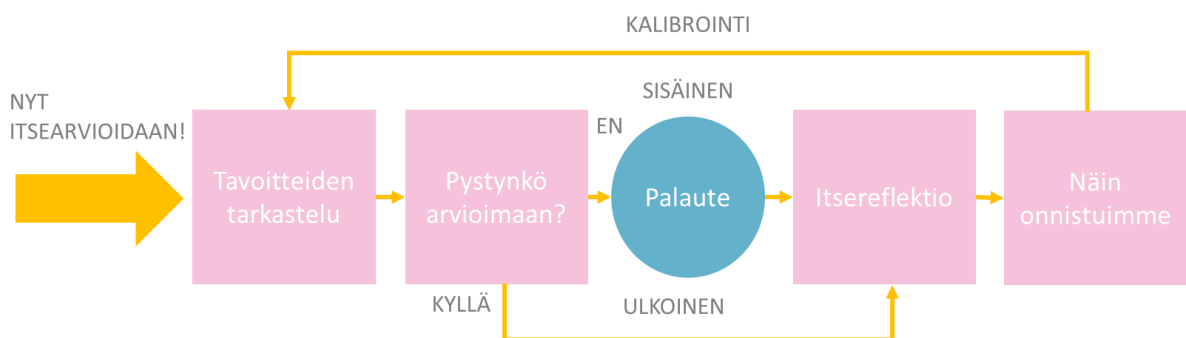 KALIBROINTI
NYT
ITSEARVIOIDAAN!
Tavoitteiden
tarkastelu
Pystynkö
arvioimaan?
EN
KYLLÄ
SISÄINEN
Palaute
ULKOINEN
Itsereflektio
Näin
onnistuimme